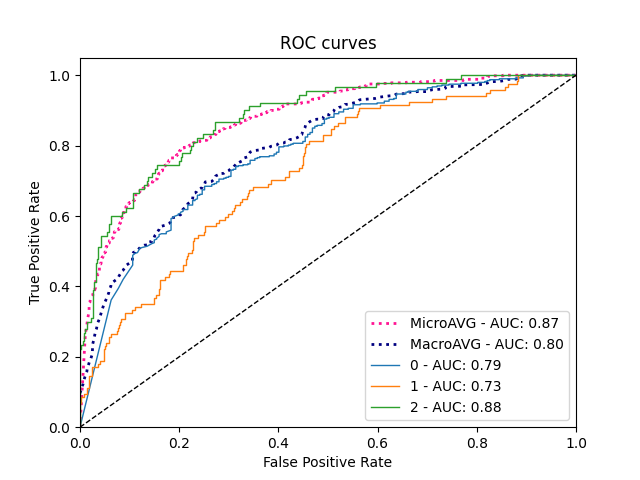 ROC curves
True Positive Rate
1.0
0.8
0.6
0.4
0.2
0.0
0.0 0.2 0.4 0.6 0.8 1.0
False Positive Rate
MicroAVG - AUC: 0.87
MacroAVG - AUC: 0.80
0 - AUC: 0.79
1 - AUC: 0.73
2 - AUC: 0.88